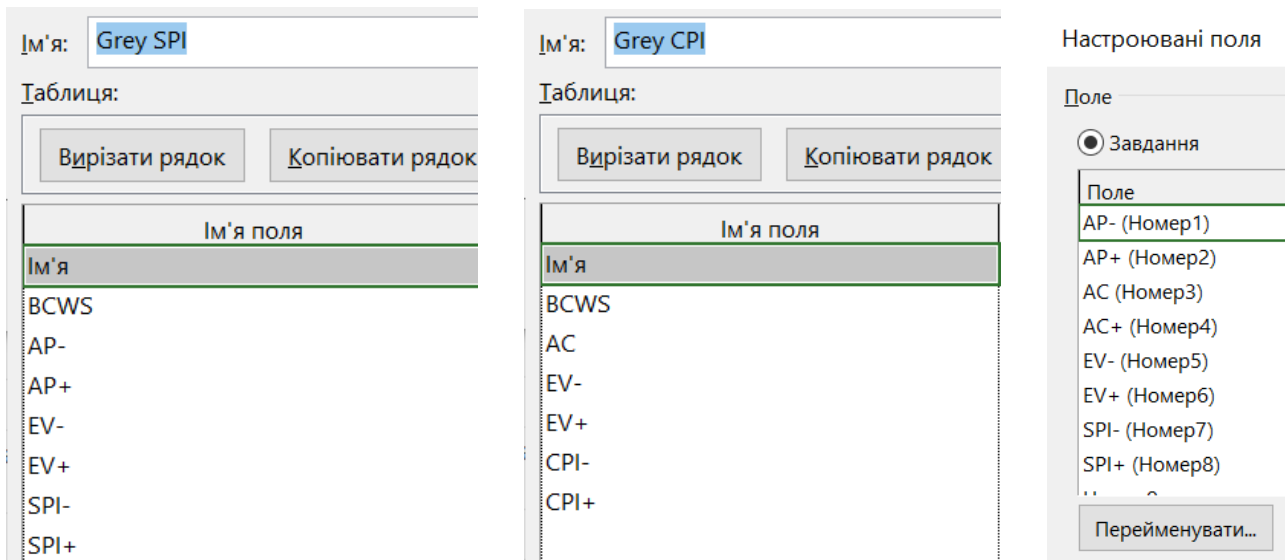 Ім'я: Grey SPI
Таблиця:
Вирізати рядок Копіювати рядок
Ім'я поля
Ім'я
BCWS
AP-
AP+
EV-
EV+
SPI-
SPI+
Ім'я: Grey CPI
Таблиця:
Вирізати рядок Копіювати рядок
Ім'я поля
Ім'я
BCWS
AC
EV-
EV+
CPI-
CPI+
Настроювані поля
Поле
Завдання
Поле
AP- (Номер1)
AP+ (Номер2)
AC (Номер3)
AC+ (Номер4)
EV- (Номер5)
EV+ (Номер6)
SPI- (Номер7)
SPI+ (Номер8)
Перейменувати...